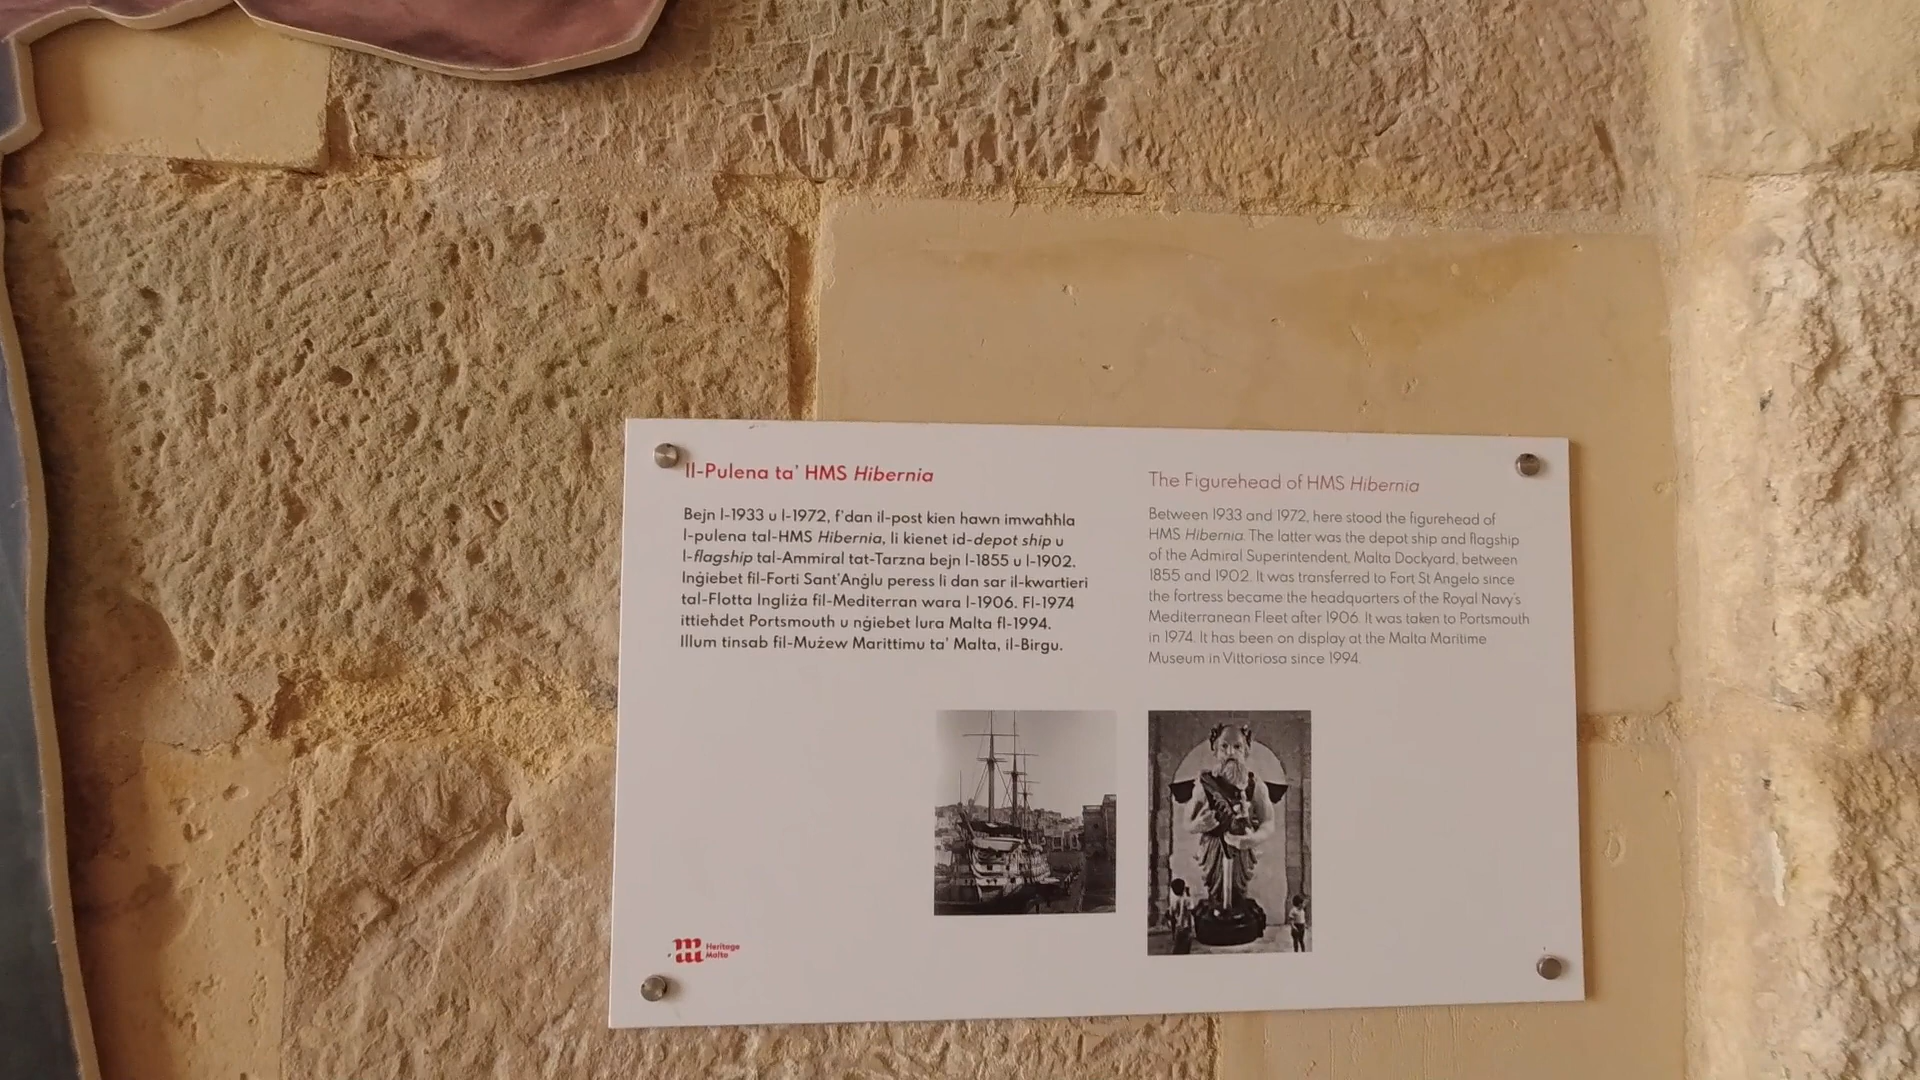 Il-Pulena ta' HMS Hibernia
Bejn l-1933 u l-1972, f'dan il-post kien hawn imwaħħla
l-pulena tal-HMS Hibernia, li kienet id-depot ship u
l-flagship tal-Ammiral tat-Tarzna bejn l-1855 u l-1902.
Inġiebet fil-Forti Sant'Anġlu peress li dan sar il-kwartieri
tal-Flotta Ingliża fil-Mediterran wara l-1906. Fl-1974
ittieħdet Portsmouth u nġiebet lura Malta fl-1994.
Illum tinsab fil-Mużew Marittimu ta' Malta, il-Birgu.
The Figurehead of HMS Hibernia
Between 1933 and 1972, here stood the figurehead of
HMS Hibernia. The latter was the depot ship and flagship
of the Admiral Superintendent, Malta Dockyard, between
1855 and 1902. It was transferred to Fort St Angelo since
the fortress became the headquarters of the Royal Navy's
Mediterranean Fleet after 1906. It was taken to Portsmouth
in 1974. It has been on display at the Malta Maritime
Museum in Vittoriosa since 1994.
Heritage
Malta